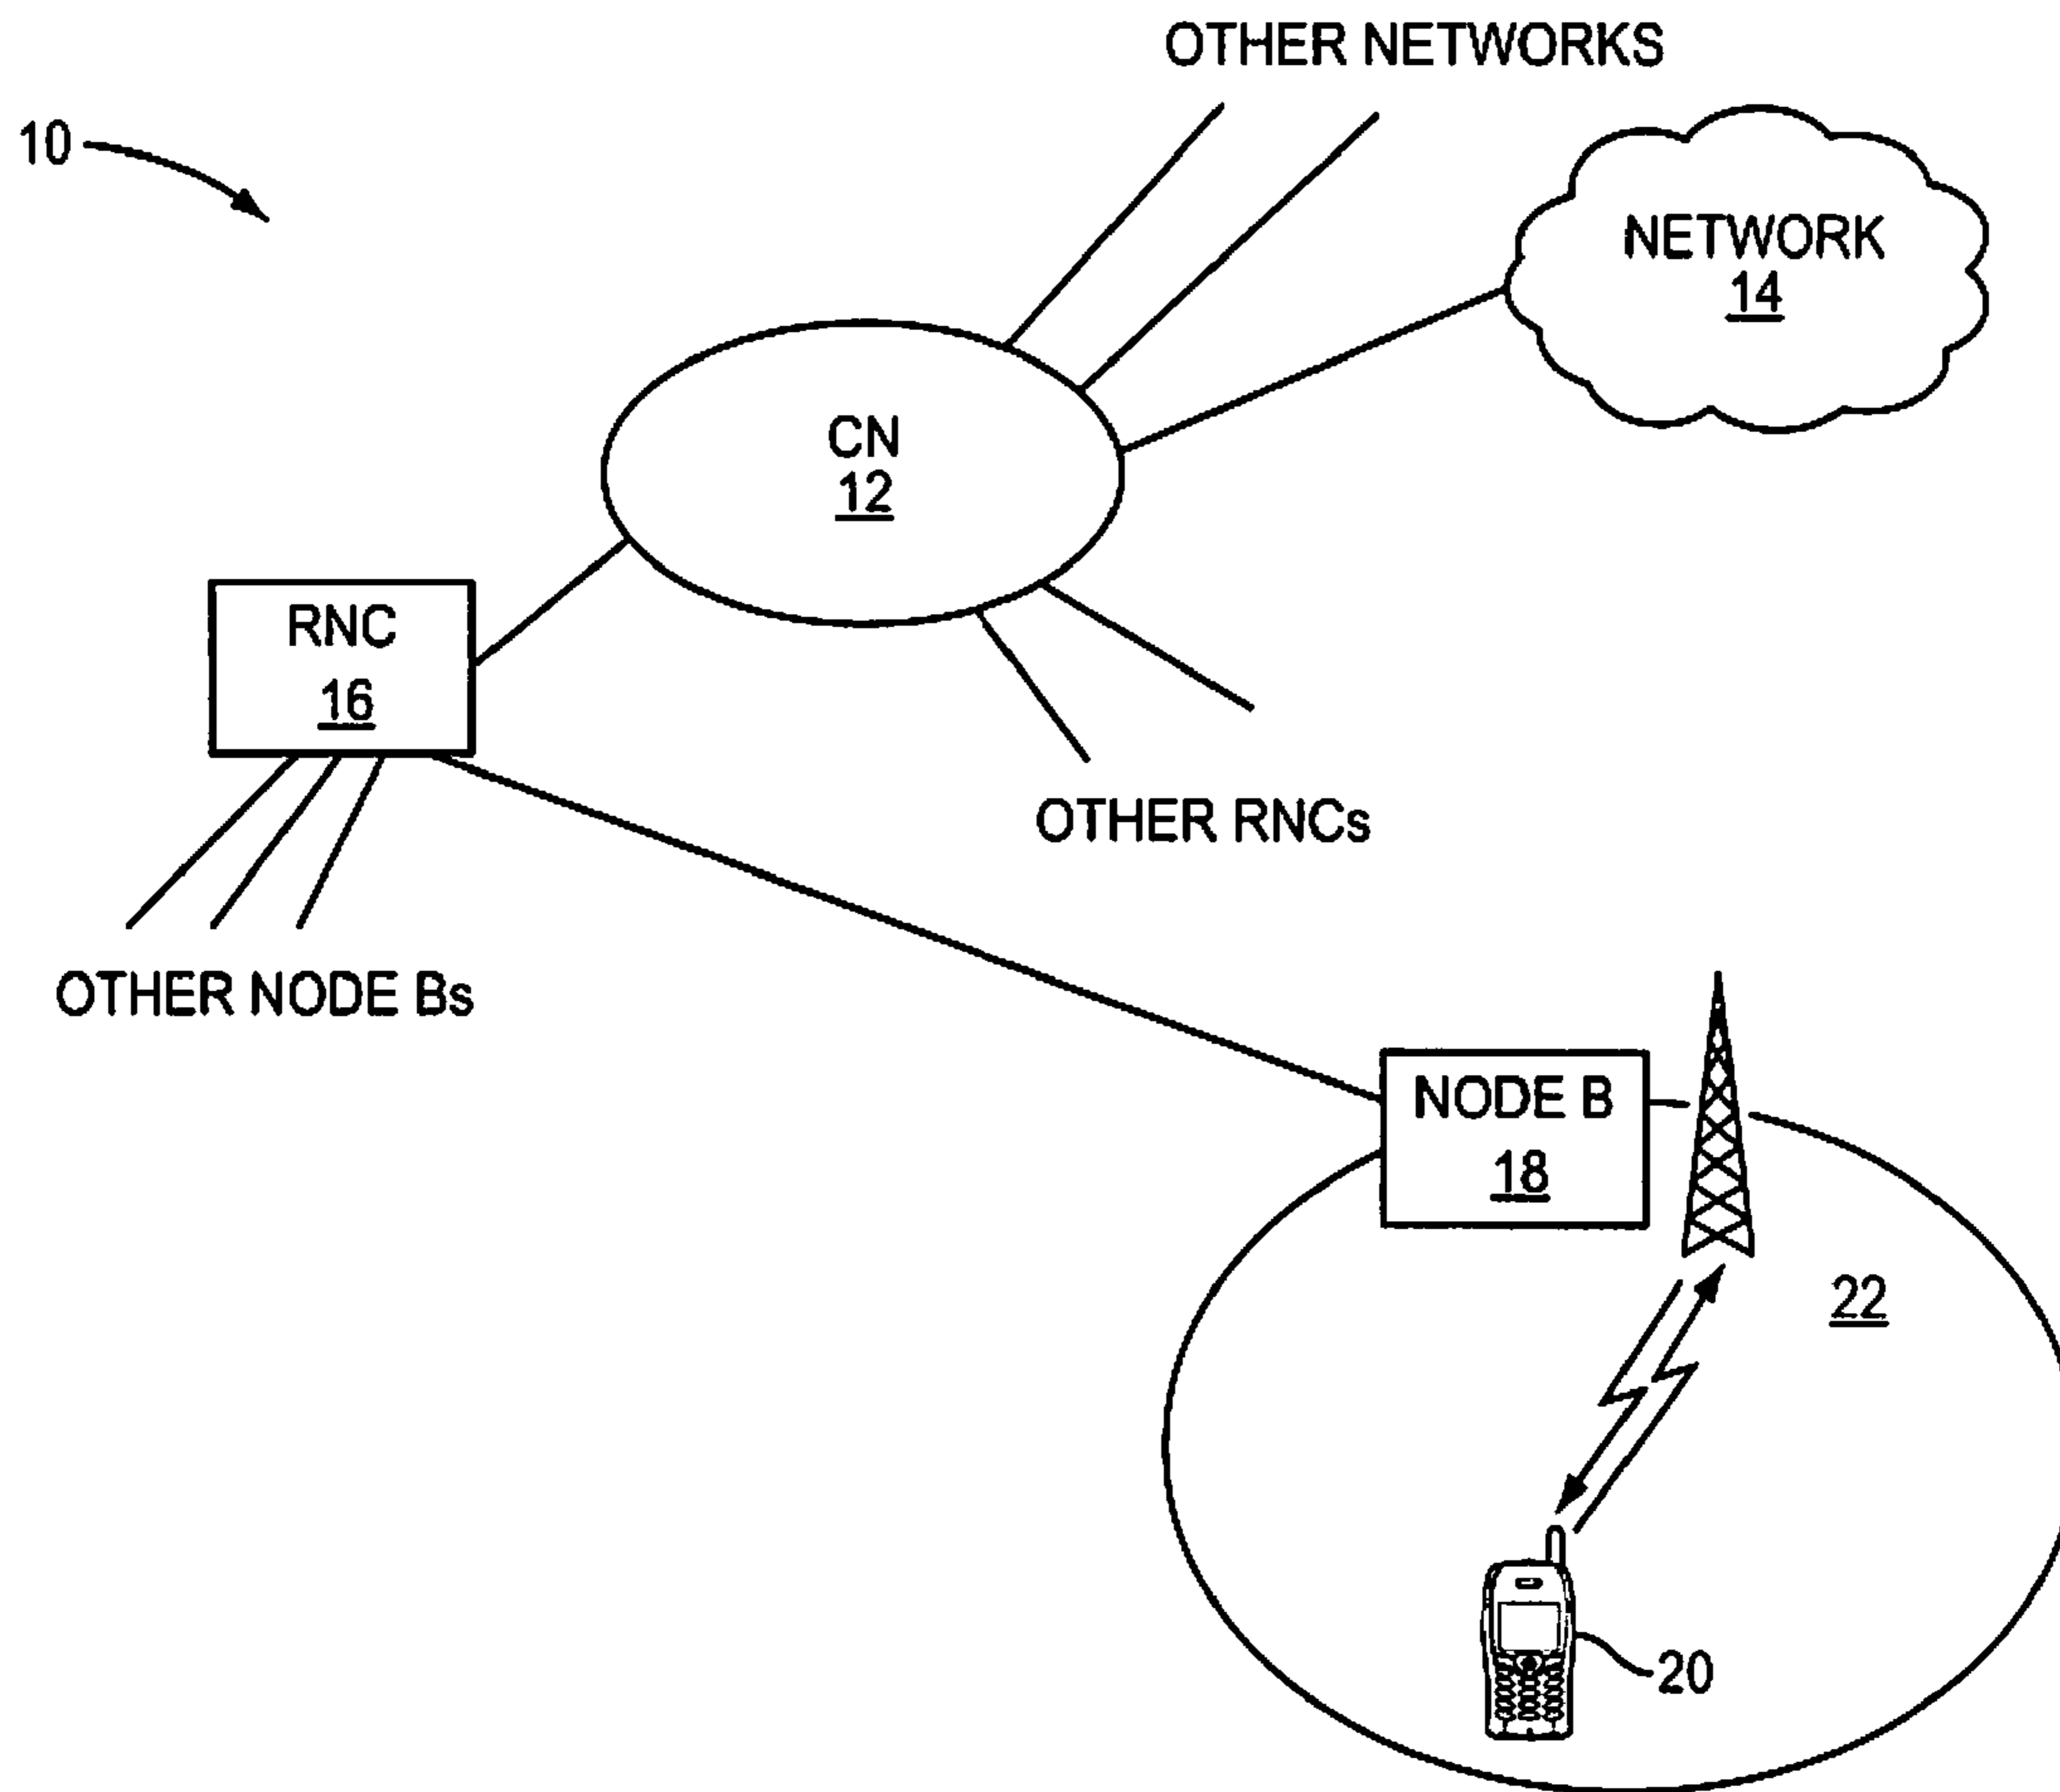 OTHER NETWORKS
10
NETWORK
14
CN
12
RNC
16
OTHER RNCs
OTHER NODE Bs
NODE B
18
22
20